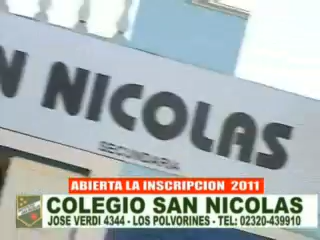 N NICOLAS
SECUNDARIA
ABIERTA LA INSCRIPCION 2011
COLEGIO SAN NICOLAS
JOSE VERDI 4344 - LOS POLVORINES - TEL: 02320-439910